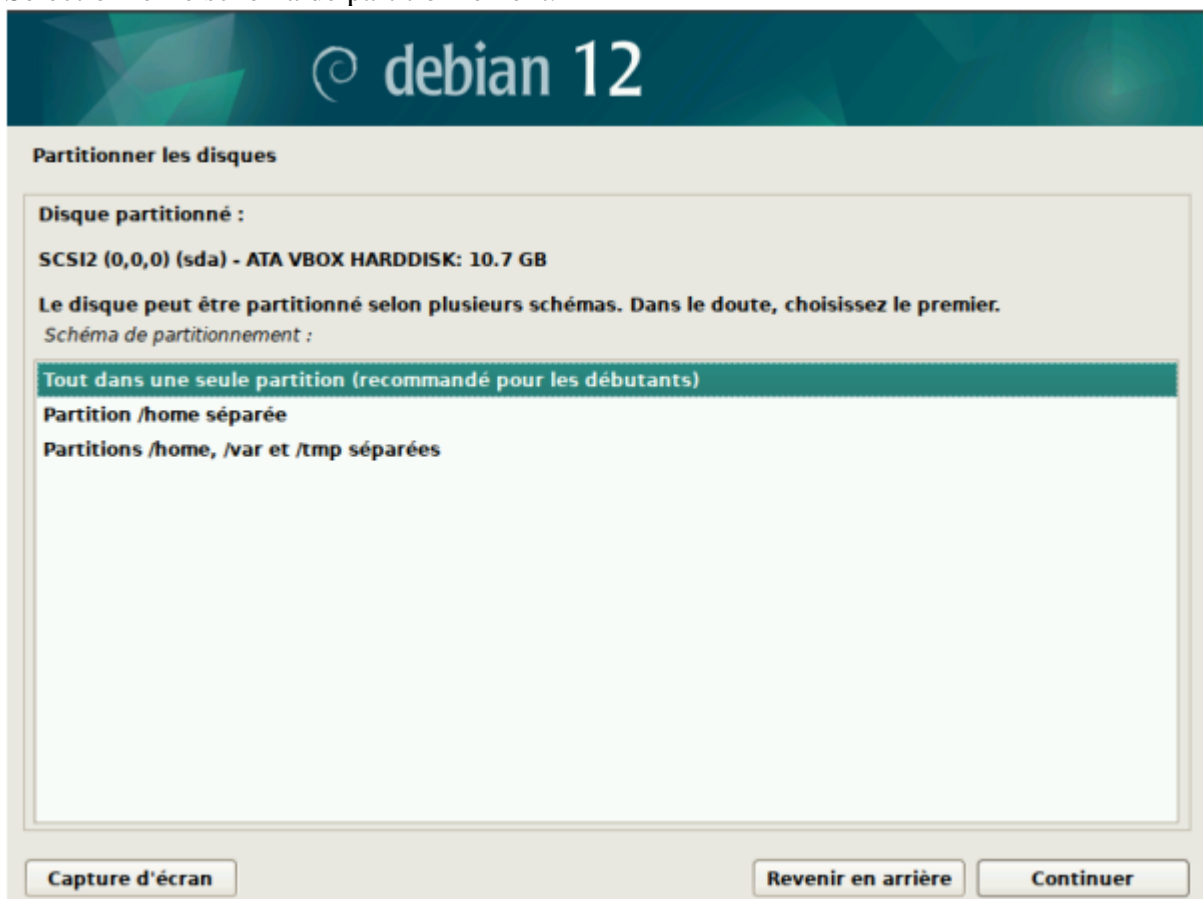 debian 12
Partitionner les disques
Disque partitionné :
SCSI2 (0,0,0) (sda) - ATA VBOX HARDDISK: 10.7 GB
Le disque peut être partitionné selon plusieurs schémas. Dans le doute, choisissez le premier.
Schéma de partitionnement :
Tout dans une seule partition (recommandé pour les débutants)
Partition /home séparée
Partitions /home, /var et /tmp séparées
Capture d'écran
Revenir en arrière
Continuer